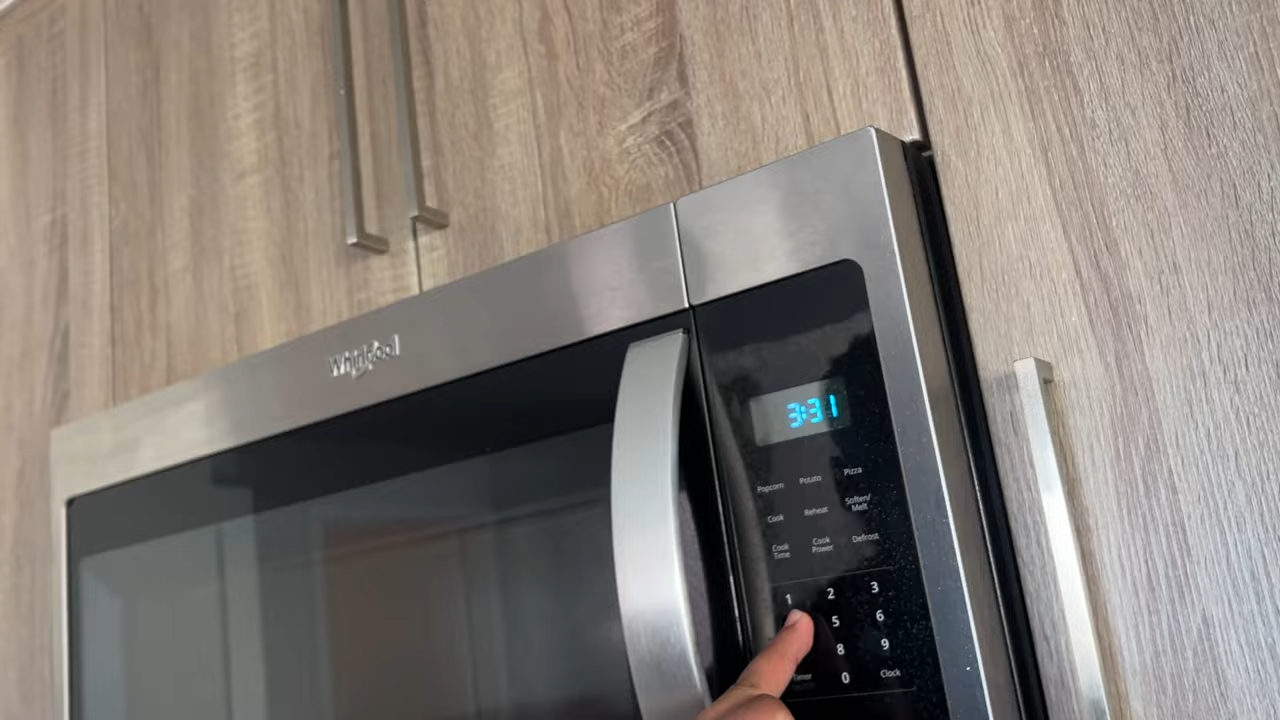 Whirlpool
3:31
Popcorn Potato Pizza
Cook Reheat Soften/
Melt
Cook
Time Cook
Power Defrost
1 2 3
5 6
8 9
Timer 0 Clock